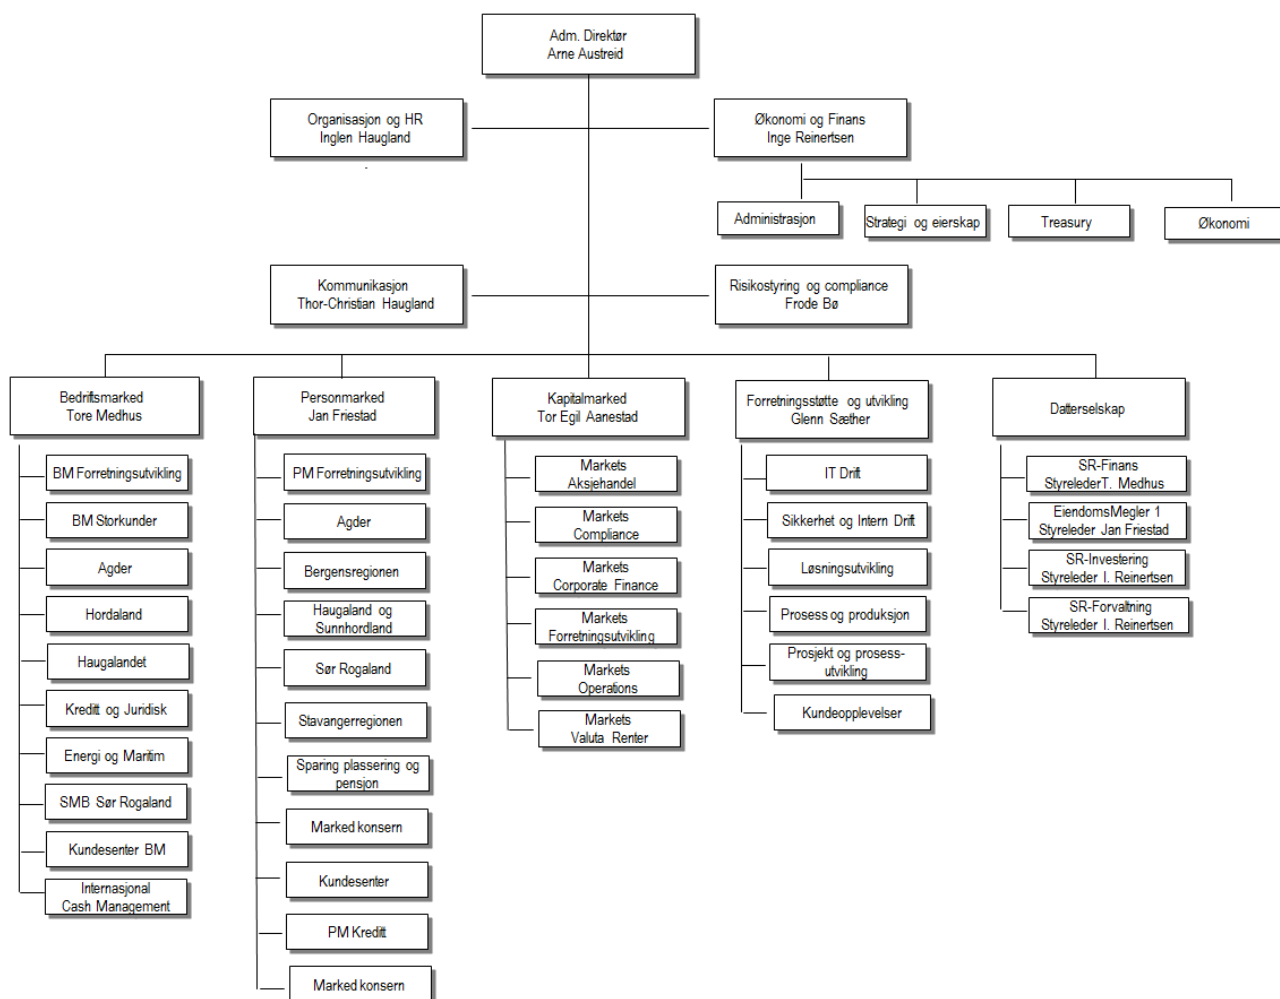 Adm. Direktør
Arne Austreid
Organisasjon og HR
Inglen Haugland
.
Økonomi og Finans
Inge Reinertsen
Administrasjon
Strategi og eierskap
Treasury
Økonomi
Kommunikasjon
Thor-Christian Haugland
Risikostyring og compliance
Frode Bø
Bedriftsmarked
Tore Medhus
BM Forretningsutvikling
BM Storkunder
Agder
Hordaland
Haugalandet
Kreditt og Juridisk
Energi og Maritim
SMB Sør Rogaland
Kundesenter BM
Internasjonal
Cash Management
Personmarked
Jan Friestad
PM Forretningsutvikling
Agder
Bergensregionen
Haugaland og
Sunnhordland
Sør Rogaland
Stavangerregionen
Sparing plassering og
pensjon
Marked konsern
Kundesenter
PM Kreditt
Marked konsern
Kapitalmarked
Tor Egil Aanestad
Markets
Aksjehandel
Markets
Compliance
Markets
Corporate Finance
Markets
Forretningsutvikling
Markets
Operations
Markets
Valuta Renter
Forretningsstøtte og utvikling
Glenn Sæther
IT Drift
Sikkerhet og Intern Drift
Løsningsutvikling
Prosess og produksjon
Prosjekt og prosess-
utvikling
Kundeopplevelser
Datterselskap
SR-Finans
StyrelederT. Medhus
EiendomsMegler 1
Styreleder Jan Friestad
SR-Investering
Styreleder I. Reinertsen
SR-Forvaltning
Styreleder I. Reinertsen